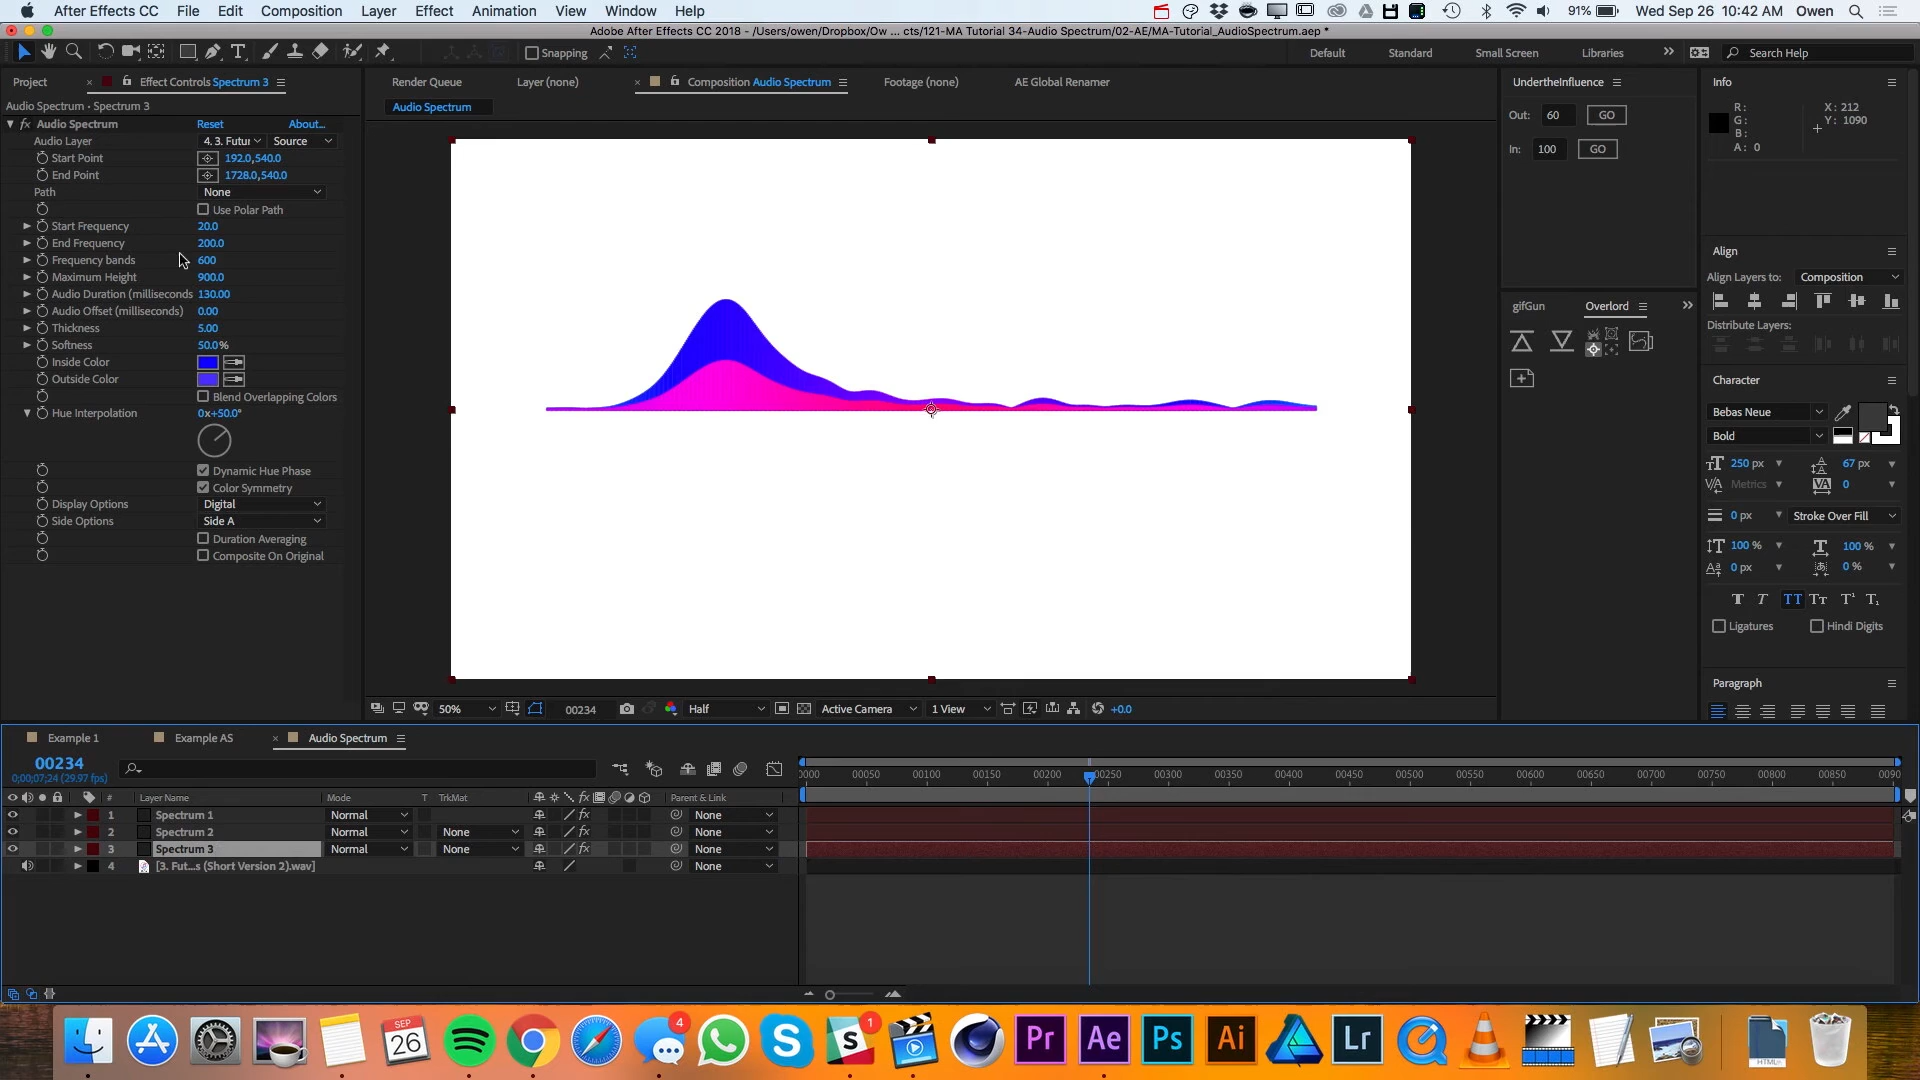 After Effects CC File Edit Composition Layer Effect Animation View Window Help 91% Wed Sep 26 10:42 AM Owen
Adobe After Effects CC 2018 - /Users/owen/Dropbox/Ow ... cts/121-MA Tutorial 34-Audio Spectrum/02-AE/MA-Tutorial_AudioSpectrum.aep *
Snapping Default Standard Small Screen Libraries Search Help
Project Effect Controls Spectrum 3 Render Queue Layer (none) Composition Audio Spectrum Footage (none) AE Global Renamer UndertheInfluence Info
Audio Spectrum • Spectrum 3 Audio Spectrum
Audio Spectrum Reset About...
Audio Layer 4. 3. Futur Source
Start Point 192.0,540.0
End Point 1728.0,540.0
Path None
Use Polar Path
Start Frequency 20.0
End Frequency 200.0
Frequency bands 600
Maximum Height 900.0
Audio Duration (milliseconds 130.00
Audio Offset (milliseconds) 0.00
Thickness 5.00
Softness 50.0%
Inside Color
Outside Color
Blend Overlapping Colors
Hue Interpolation 0x+50.0°
Dynamic Hue Phase
Color Symmetry
Display Options Digital
Side Options Side A
Duration Averaging
Composite On Original
Out: 60 GO
In: 100 GO
gifGun Overlord
R: X: 212
G: Y: 1090
B:
A: 0
Align
Align Layers to: Composition
Distribute Layers:
Character
Bebas Neue
Bold
250 px 67 px
Metrics 0
0 px Stroke Over Fill
100 % 100 %
0 px 0 %
Ligatures Hindi Digits
Paragraph
50% 00234 Half Active Camera 1 View +0.0
Example 1 Example AS Audio Spectrum
00234
0;00;07;24 (29.97 fps)
0000 00050 00100 00150 00200 00250 00300 00350 00400 00450 00500 00550 00600 00650 00700 00750 00800 00850 0090
# Layer Name Mode T TrkMat Parent & Link
1 Spectrum 1 Normal None
2 Spectrum 2 Normal None None
3 Spectrum 3 Normal None None
4 [3. Fut...s (Short Version 2).wav] None
SEP
26
4
1
Pr Ae Ps Ai Lr
HTML